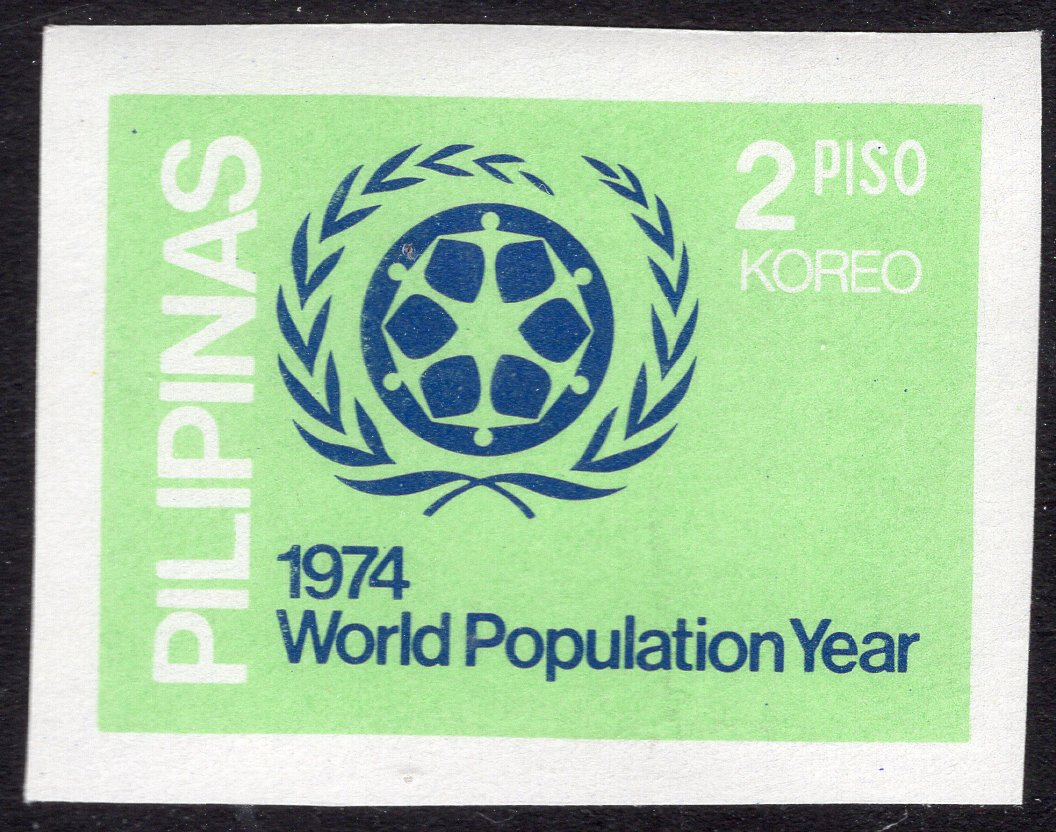 PILIPINAS
2 PISO
KOREO
1974
World Population Year